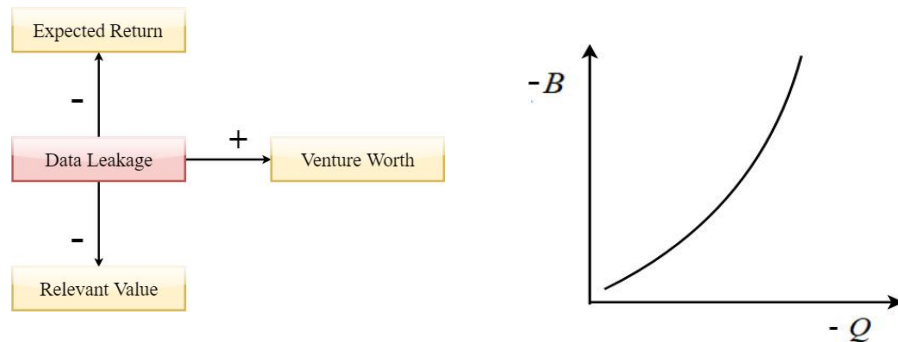 Expected Return
-
+
Data Leakage
Venture Worth
-
Relevant Value
- B
- Q